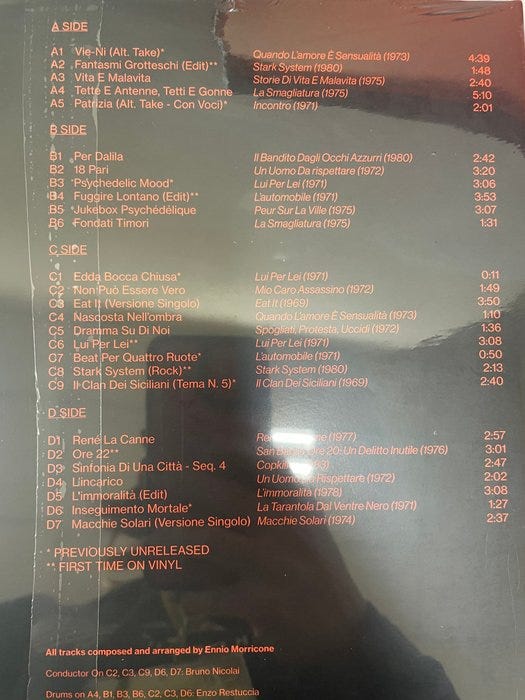 A SIDE
A1 Vie-Ni (Alt. Take)* Quando L'amore È Sensualità (1973) 4:39
A2 Fantasmi Grotteschi (Edit)** Stark System (1980) 1:48
A3 Vita E Malavita Storie Di Vita E Malavita (1975) 2:40
A4 Tette E Antenne, Tetti E Gonne La Smagliatura (1975) 5:10
A5 Patrizia (Alt. Take - Con Voci)* Incontro (1971) 2:01
B SIDE
B1 Per Dalila Il Bandito Dagli Occhi Azzurri (1980) 2:42
B2 18 Pari Un Uomo Da rispettare (1972) 3:20
B3 Psychedelic Mood* Lui Per Lei (1971) 3:06
B4 Fuggire Lontano (Edit)** L'automobile (1971) 3:53
B5 Jukebox Psychédélique Peur Sur La Ville (1975) 3:07
B6 Fondati Timori La Smagliatura (1975) 1:31
C SIDE
C1 Edda Bocca Chiusa* Lui Per Lei (1971) 0:11
C2 Non Può Essere Vero Mio Caro Assassino (1972) 1:49
C3 Eat It (Versione Singolo) Eat It (1969) 3:50
C4 Nascosta Nell'ombra Quando L'amore È Sensualità (1973) 1:10
C5 Dramma Su Di Noi Spogliati, Protesta, Uccidi (1972) 1:36
C6 Lui Per Lei** Lui Per Lei (1971) 3:08
C7 Beat Per Quattro Ruote* L'automobile (1971) 0:50
C8 Stark System (Rock)** Stark System (1980) 2:13
C9 Il Clan Dei Siciliani (Tema N. 5)* Il Clan Dei Siciliani (1969) 2:40
D SIDE
D1 René La Canne (1977) 2:57
D2 Ore 22** San Ore 20: Un Delitto Inutile (1976) 3:01
D3 Sinfonia Di Una Città - Seq. 4 2:47
D4 L'incarico Un Uomo Rispettare (1972) 2:02
D5 L'immoralità (Edit) L'immoralità (1978) 3:08
D6 Inseguimento Mortale* La Tarantola Dal Ventre Nero (1971) 1:27
D7 Macchie Solari (Versione Singolo) Macchie Solari (1974) 2:37
* PREVIOUSLY UNRELEASED
** FIRST TIME ON VINYL
All tracks composed and arranged by Ennio Morricone
Conductor On C2, C3, C9, D6, D7: Bruno Nicolai
Drums on A4, B1, B3, B6, C2, C3, D6: Enzo Restuccia